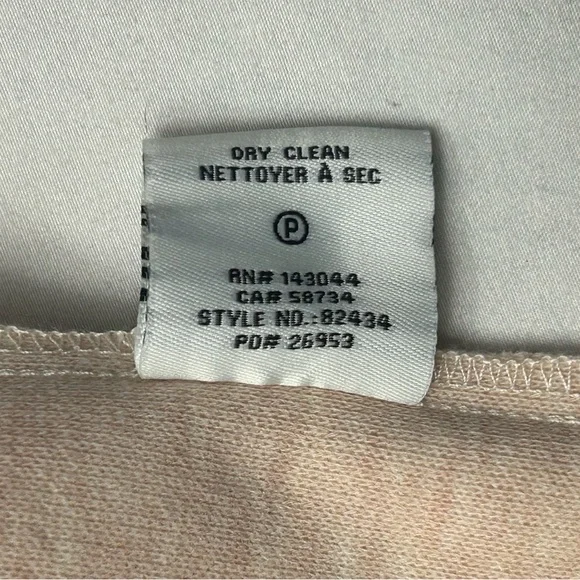 DRY CLEAN
NETTOYER À SEC
P
RN# 143044
CA# 58734
STYLE NO.:82434
PO# 26953